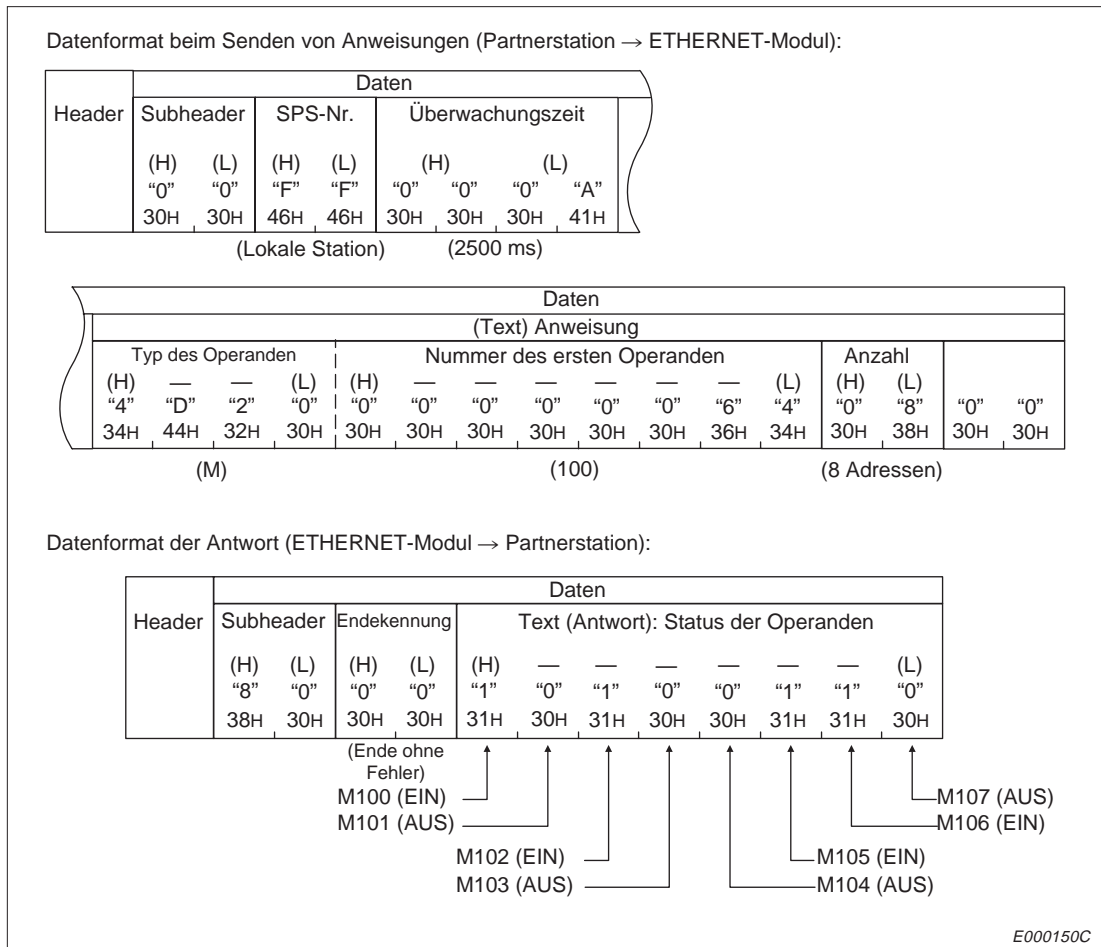 Datenformat beim Senden von Anweisungen (Partnerstation → ETHERNET-Modul):
Daten
Header Subheader SPS-Nr. Überwachungszeit
(H) (L) (H) (L) (H) (L)
“0” “0” “F” “F” “0” “0” “0” “A”
30H 30H 46H 46H 30H 30H 30H 41H
(Lokale Station) (2500 ms)
Daten
(Text) Anweisung
Typ des Operanden Nummer des ersten Operanden Anzahl
(H) — — (L) (H) — — — — — — (L) (H) (L)
“4” “D” “2” “0” “0” “0” “0” “0” “0” “0” “6” “4” “0” “8” “0” “0”
34H 44H 32H 30H 30H 30H 30H 30H 30H 30H 36H 34H 30H 38H 30H 30H
(M) (100) (8 Adressen)
Datenformat der Antwort (ETHERNET-Modul → Partnerstation):
Daten
Header Subheader Endekennung Text (Antwort): Status der Operanden
(H) (L) (H) (L) (H) — — — — — — (L)
“8” “0” “0” “0” “1” “0” “1” “0” “0” “1” “1” “0”
38H 30H 30H 30H 31H 30H 31H 30H 30H 31H 31H 30H
(Ende ohne
Fehler)
M100 (EIN) M107 (AUS)
M101 (AUS) M106 (EIN)
M102 (EIN) M105 (EIN)
M103 (AUS) M104 (AUS)
E000150C